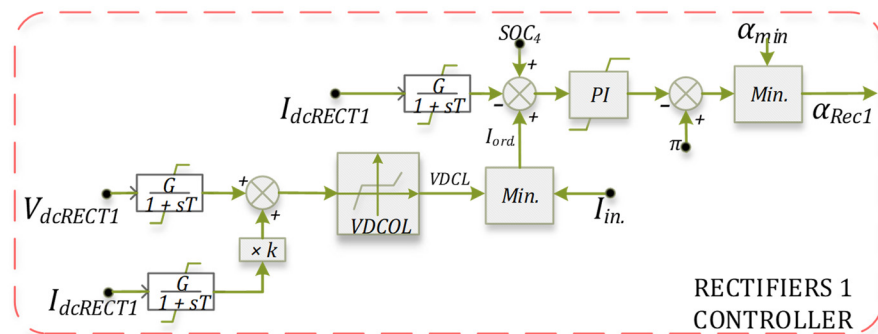 SOC4
αmin
IdcRECT1
G
1 + sT
+
−
+
PI
−
+
Min.
αRec1
Iord.
π
VdcRECT1
G
1 + sT
+
+
VDCL
VDCOL
Min.
Iin.
× k
IdcRECT1
G
1 + sT
RECTIFIERS 1
CONTROLLER